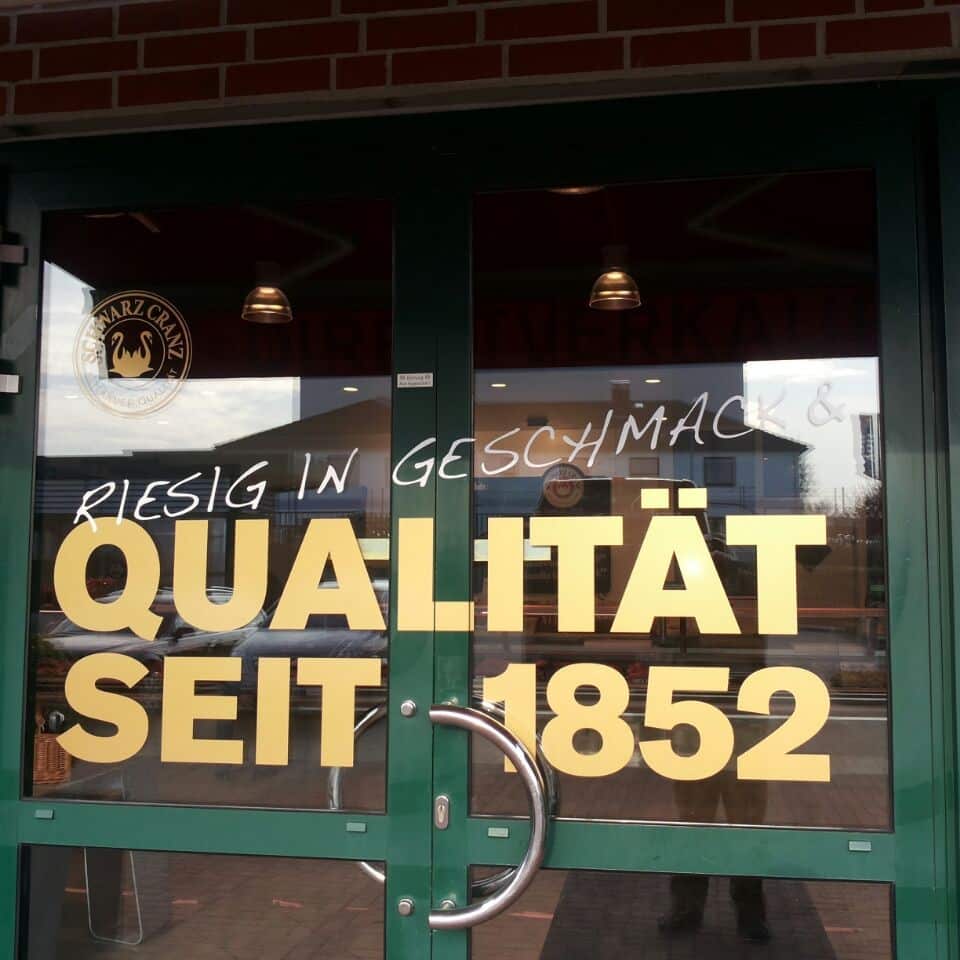 SCHWARZ CRANZ
RIESIG IN GESCHMACK &
QUALITÄT
SEIT 1852